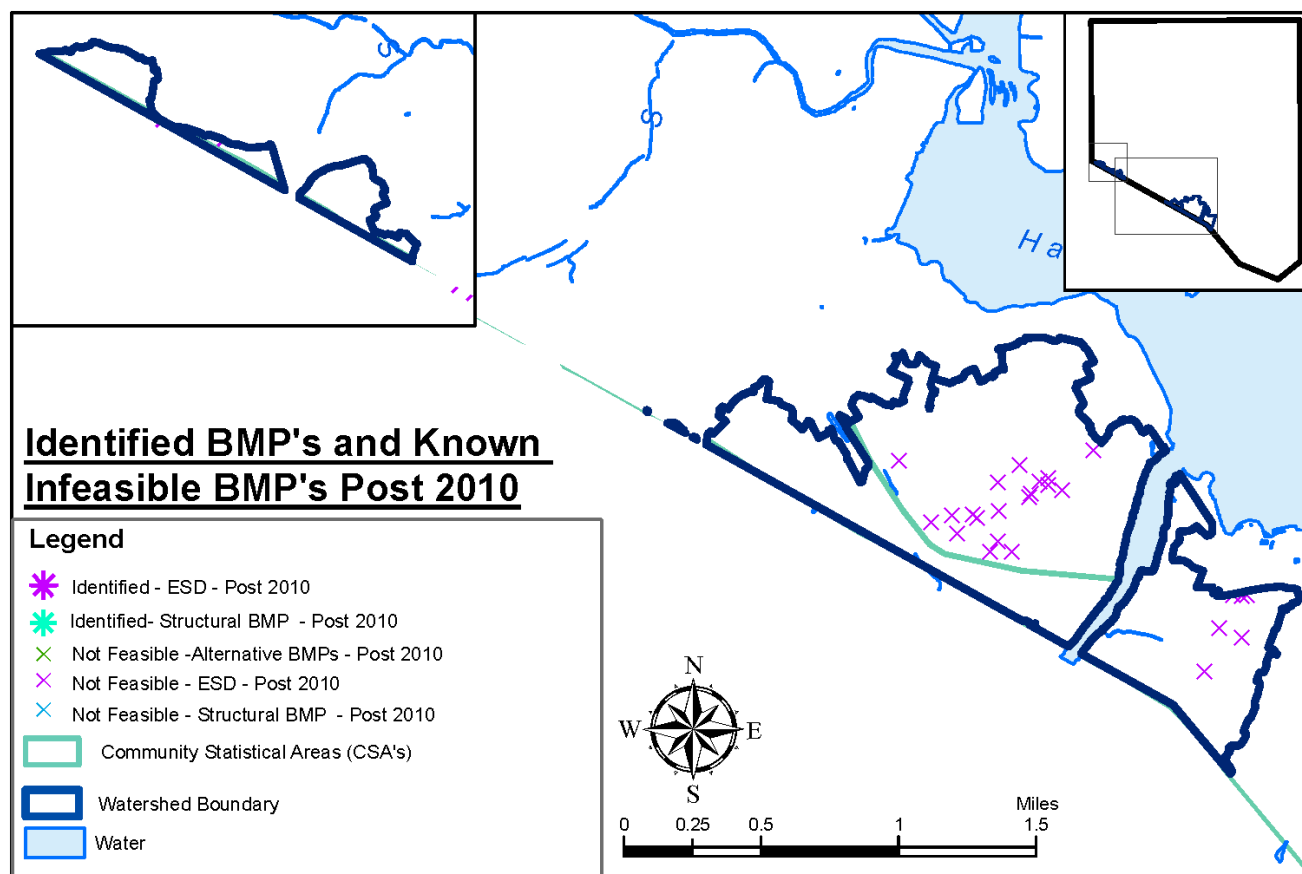 S
S
Ha
Identified BMP's and Known
Infeasible BMP's Post 2010
Legend
Identified - ESD - Post 2010
Identified- Structural BMP - Post 2010
Not Feasible -Alternative BMPs - Post 2010
Not Feasible - ESD - Post 2010
Not Feasible - Structural BMP - Post 2010
Community Statistical Areas (CSA's)
Watershed Boundary
Water
N
W E
S
Miles
0 0.25 0.5 1 1.5